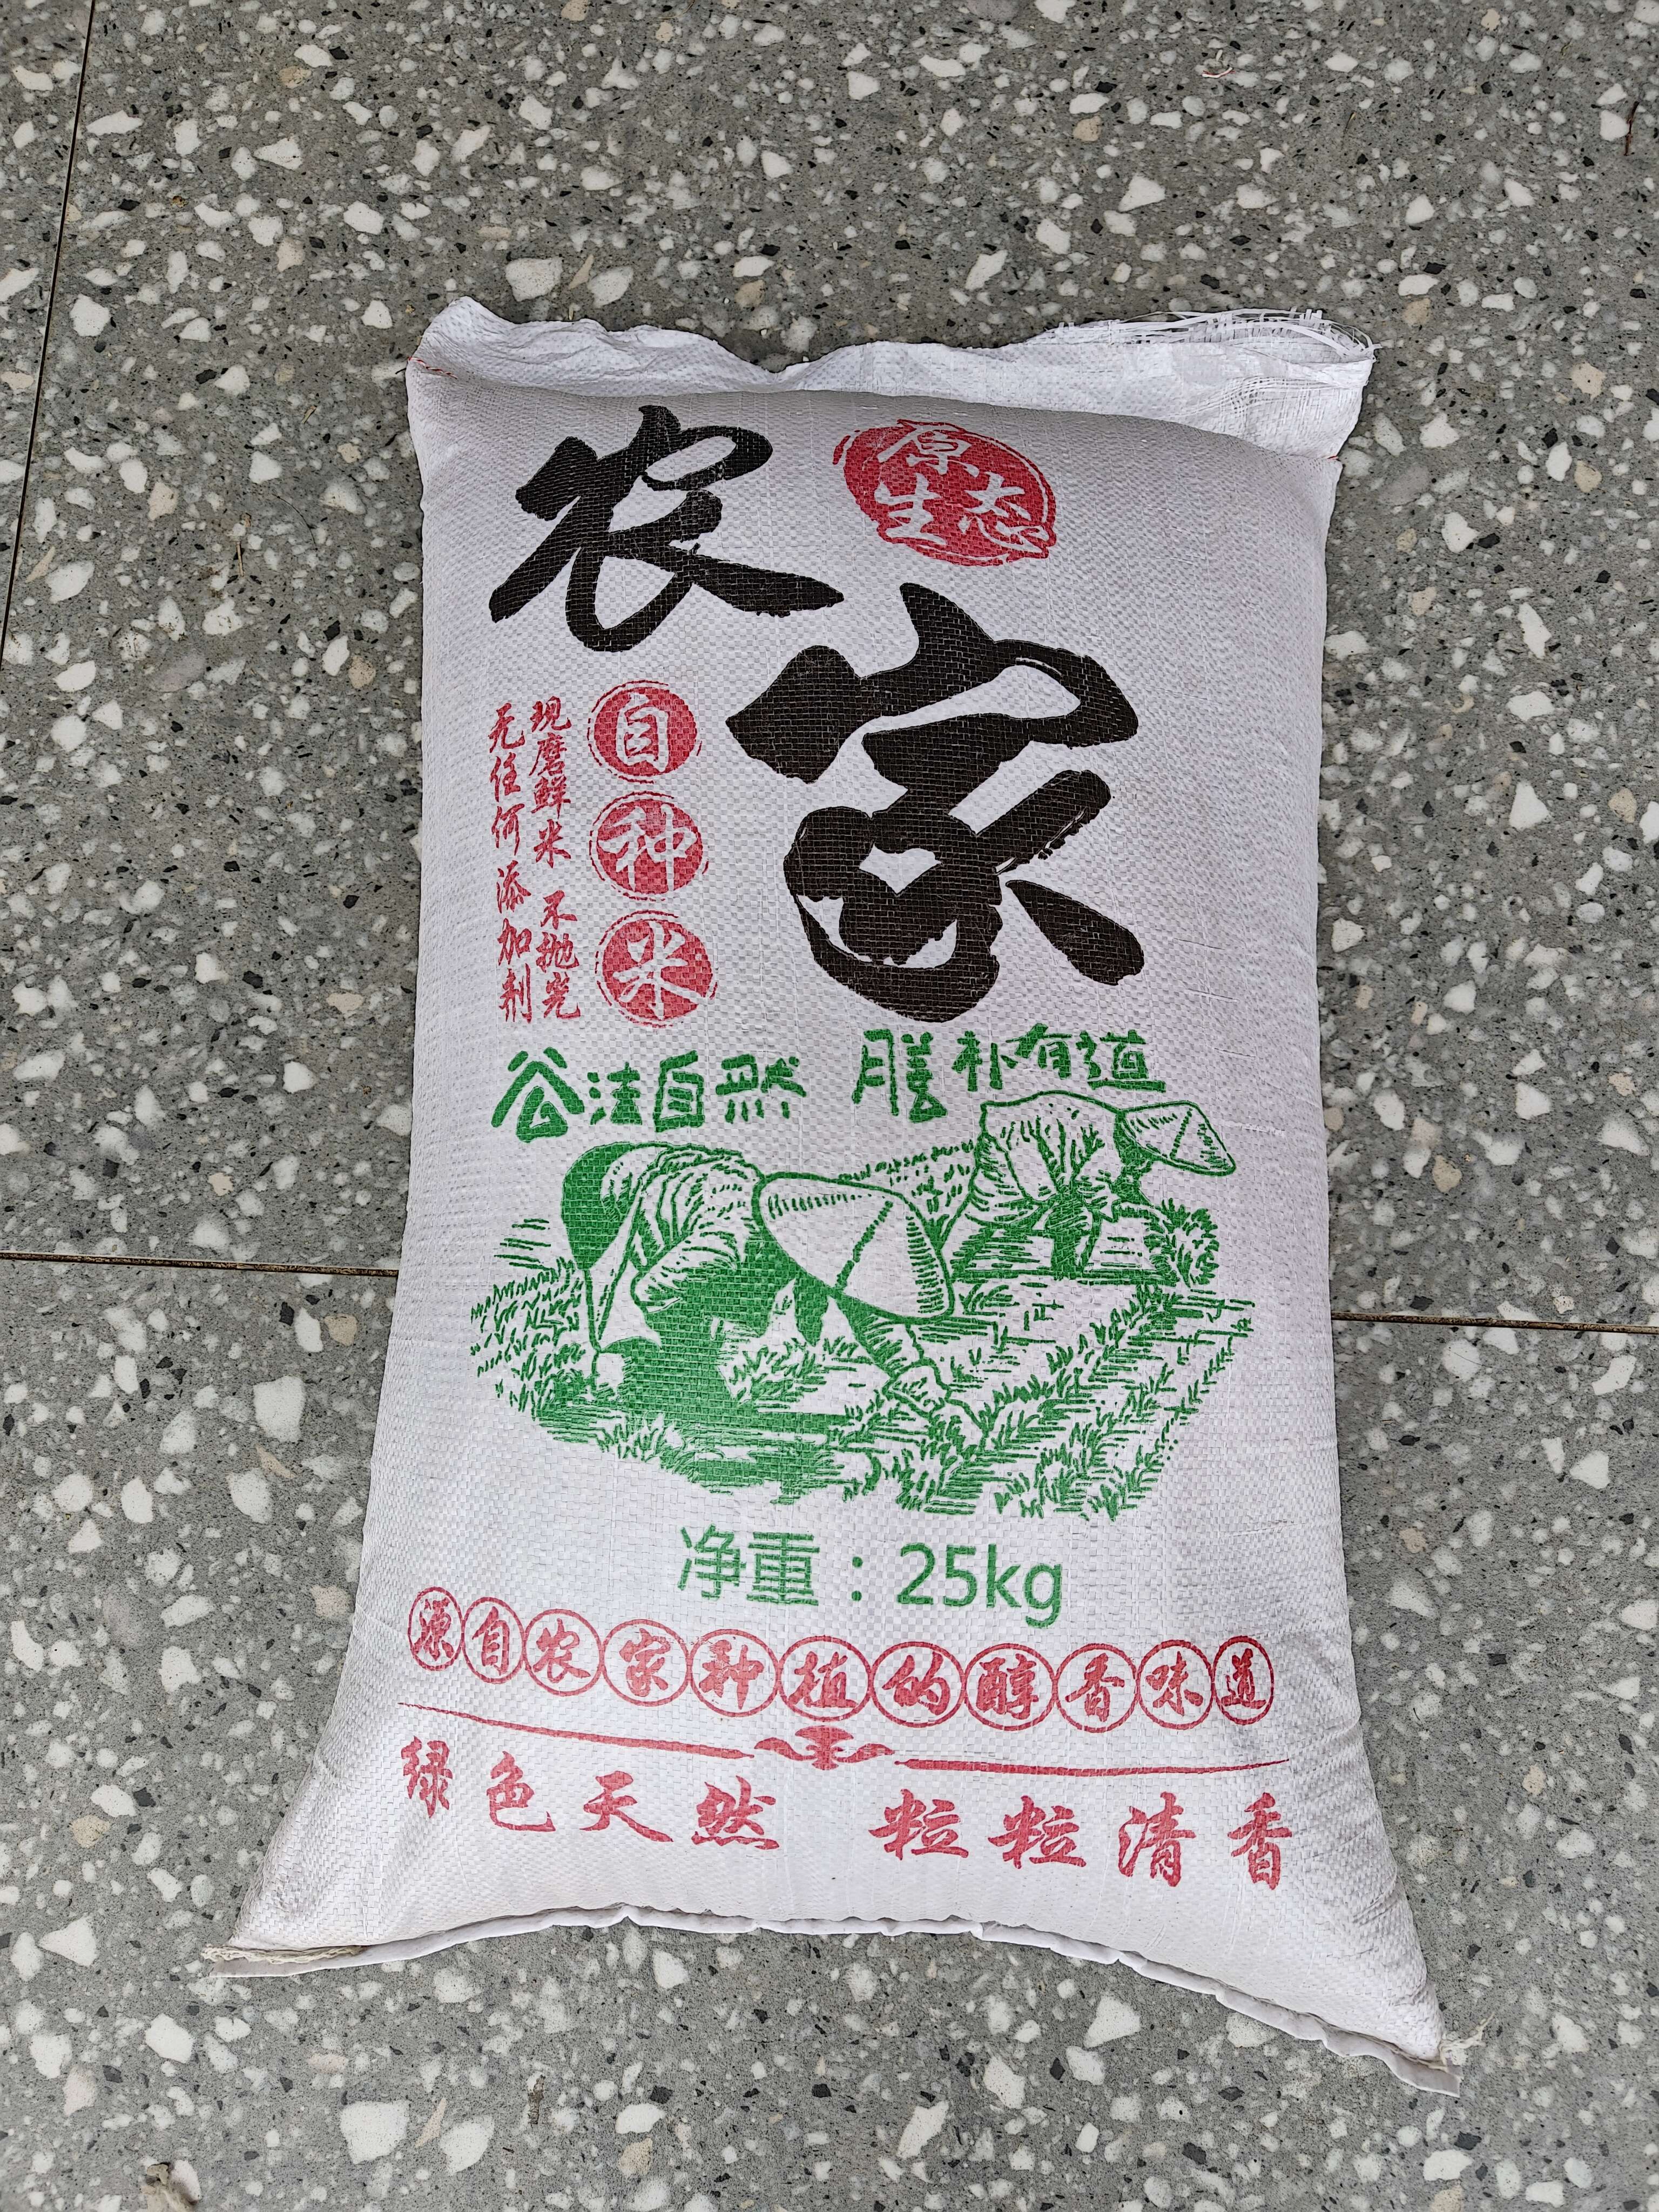 农家
原
生态
自种米
现磨鲜米 不抛光
无任何添加剂
谷法自然 膳补有道
净重：25kg
源自农家种植的醇香味道
绿色天然 粒粒清香